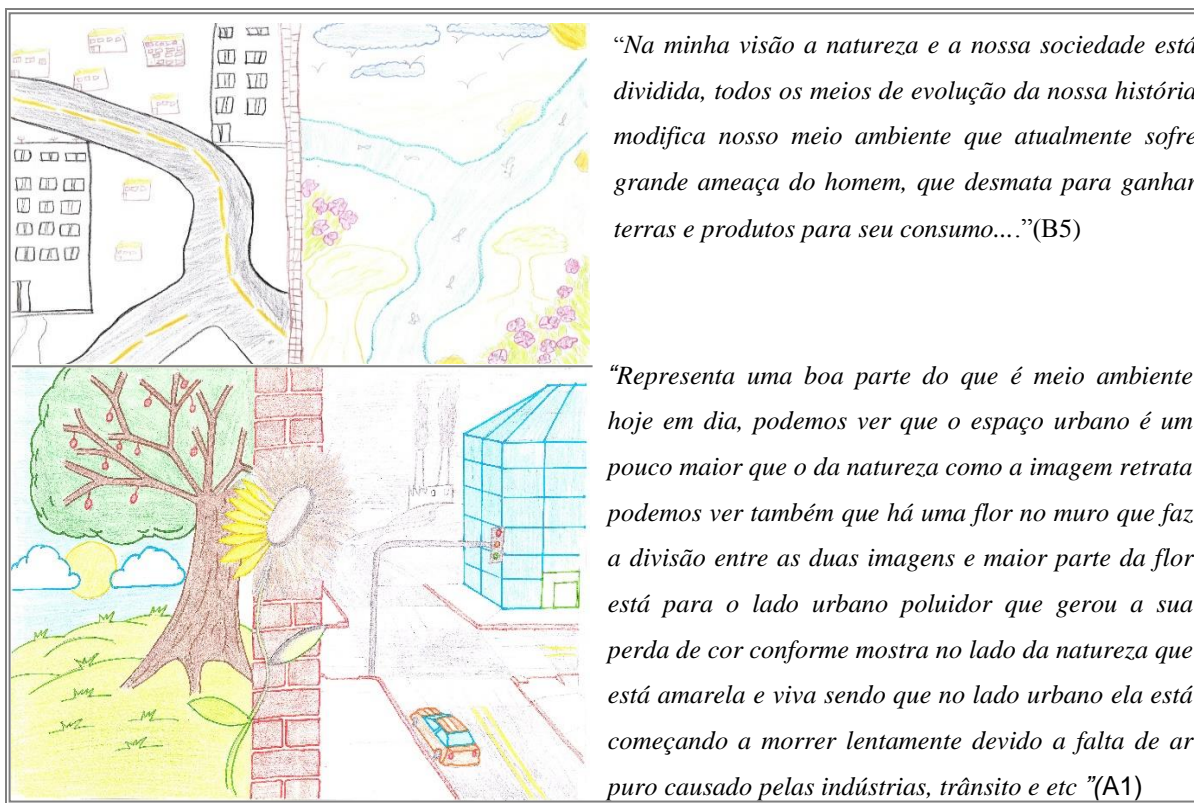 “Na minha visão a natureza e a nossa sociedade está
dividida, todos os meios de evolução da nossa história
modifica nosso meio ambiente que atualmente sofre
grande ameaça do homem, que desmata para ganhar
terras e produtos para seu consumo....”(B5)
“Representa uma boa parte do que é meio ambiente
hoje em dia, podemos ver que o espaço urbano é um
pouco maior que o da natureza como a imagem retrata
podemos ver também que há uma flor no muro que faz
a divisão entre as duas imagens e maior parte da flor
está para o lado urbano poluidor que gerou a sua
perda de cor conforme mostra no lado da natureza que
está amarela e viva sendo que no lado urbano ela está
começando a morrer lentamente devido a falta de ar
puro causado pelas indústrias, trânsito e etc ”(A1)